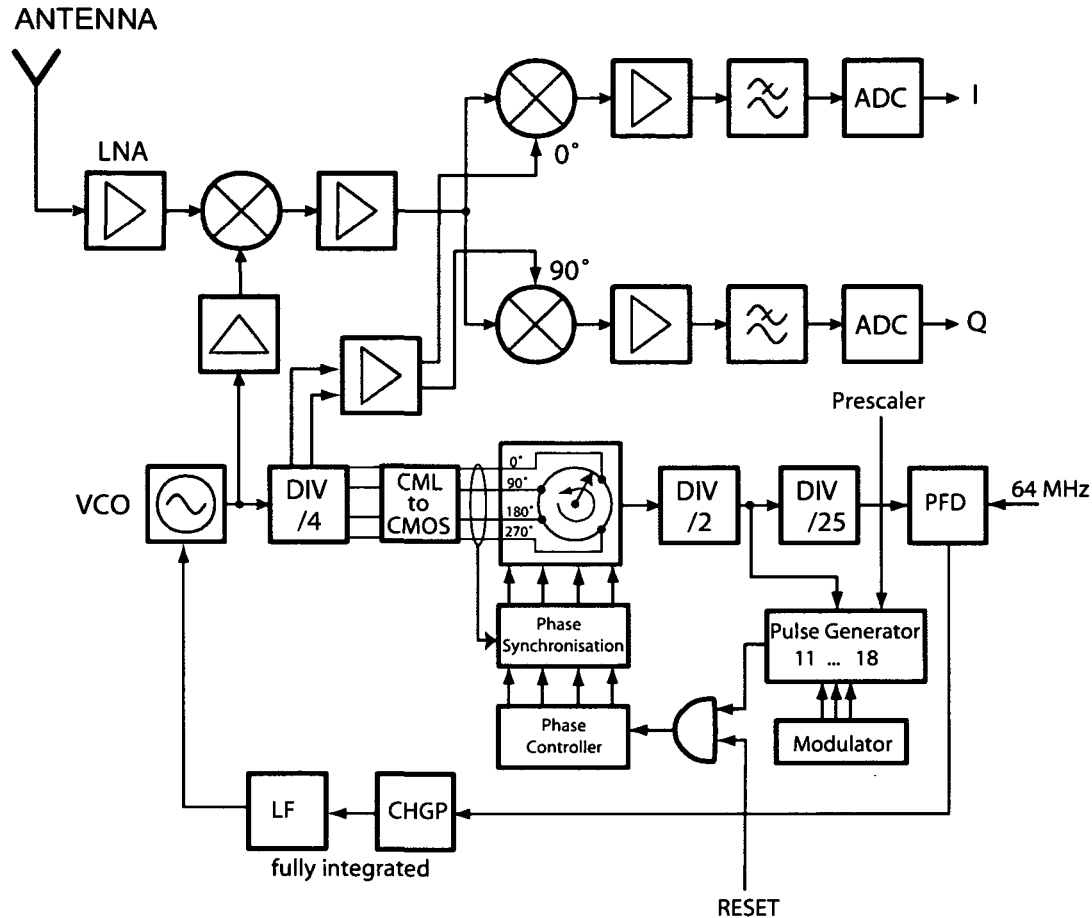 ANTENNA
LNA
0°
ADC
I
90°
ADC
Q
Prescaler
VCO
DIV
/4
CML
to
CMOS
0°
90°
180°
270°
DIV
/2
DIV
/25
PFD
64 MHz
Phase
Synchronisation
Pulse Generator
11 ... 18
Phase
Controller
Modulator
LF
CHGP
fully integrated
RESET